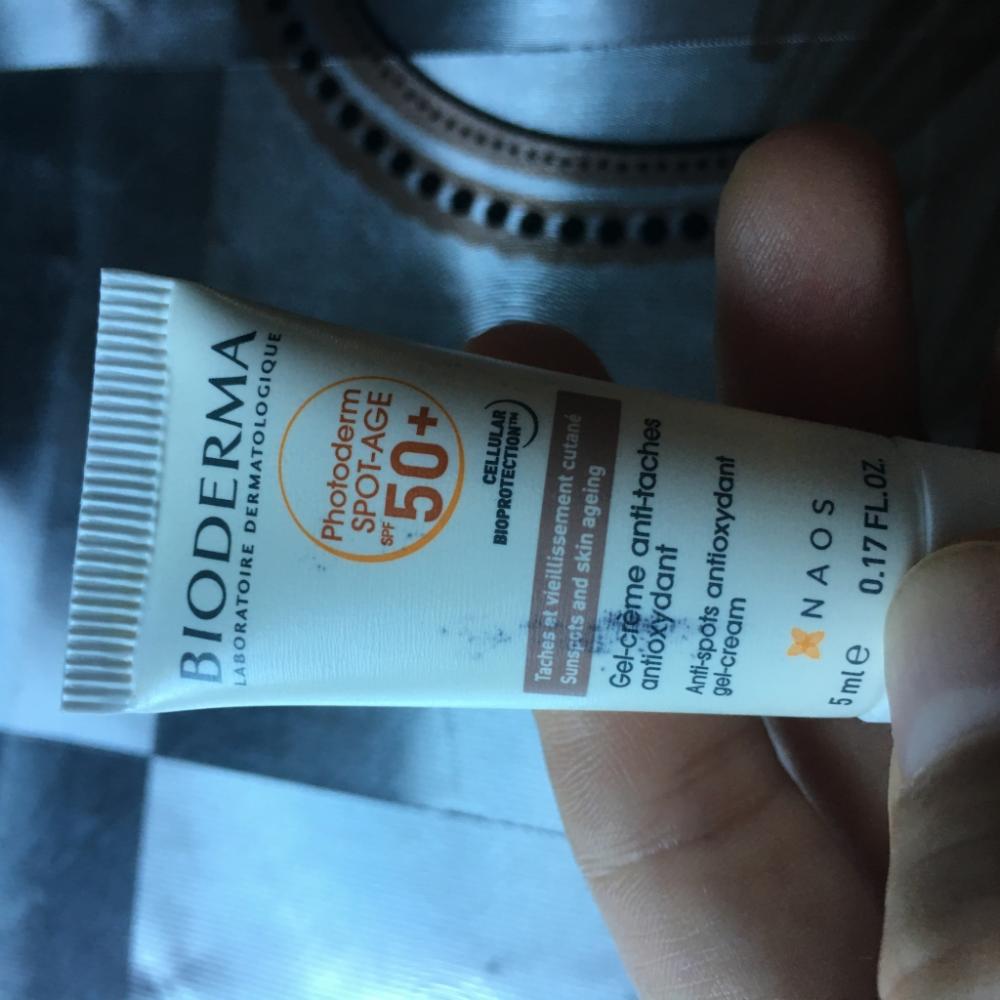 BIODERMA
LABORATOIRE DERMATOLOGIQUE
Photoderm
SPOT-AGE
SPF 50+
CELLULAR
BIOPROTECTION™
Taches et vieillissement cutané
Sunspots and skin ageing
Gel-crème anti-taches
antioxydant
Anti-spots antioxydant
gel-cream
NAOS
5 ml e 0.17 FL.OZ.